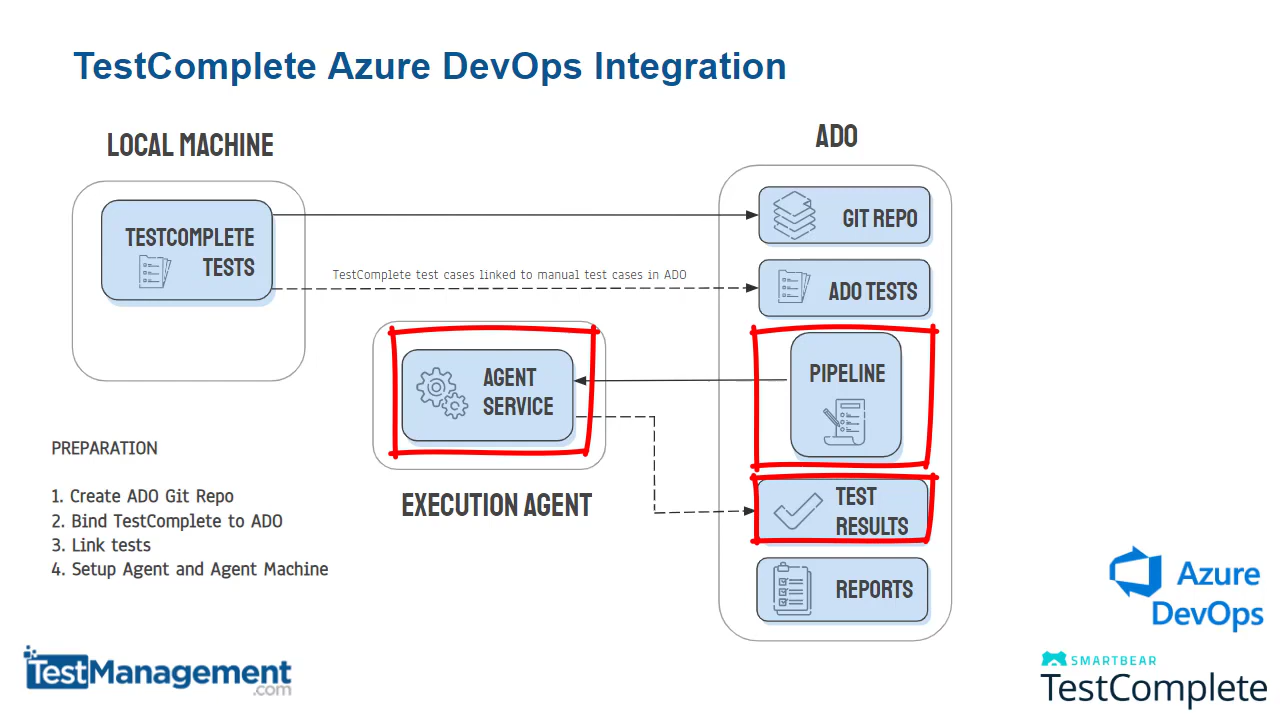 TestComplete Azure DevOps Integration
LOCAL MACHINE
ADO
TESTCOMPLETE
TESTS
GIT REPO
TestComplete test cases linked to manual test cases in ADO
ADO TESTS
AGENT
SERVICE
PIPELINE
EXECUTION AGENT
TEST
RESULTS
REPORTS
PREPARATION
1. Create ADO Git Repo
2. Bind TestComplete to ADO
3. Link tests
4. Setup Agent and Agent Machine
TestManagement
.com
Azure
DevOps
SMARTBEAR
TestComplete